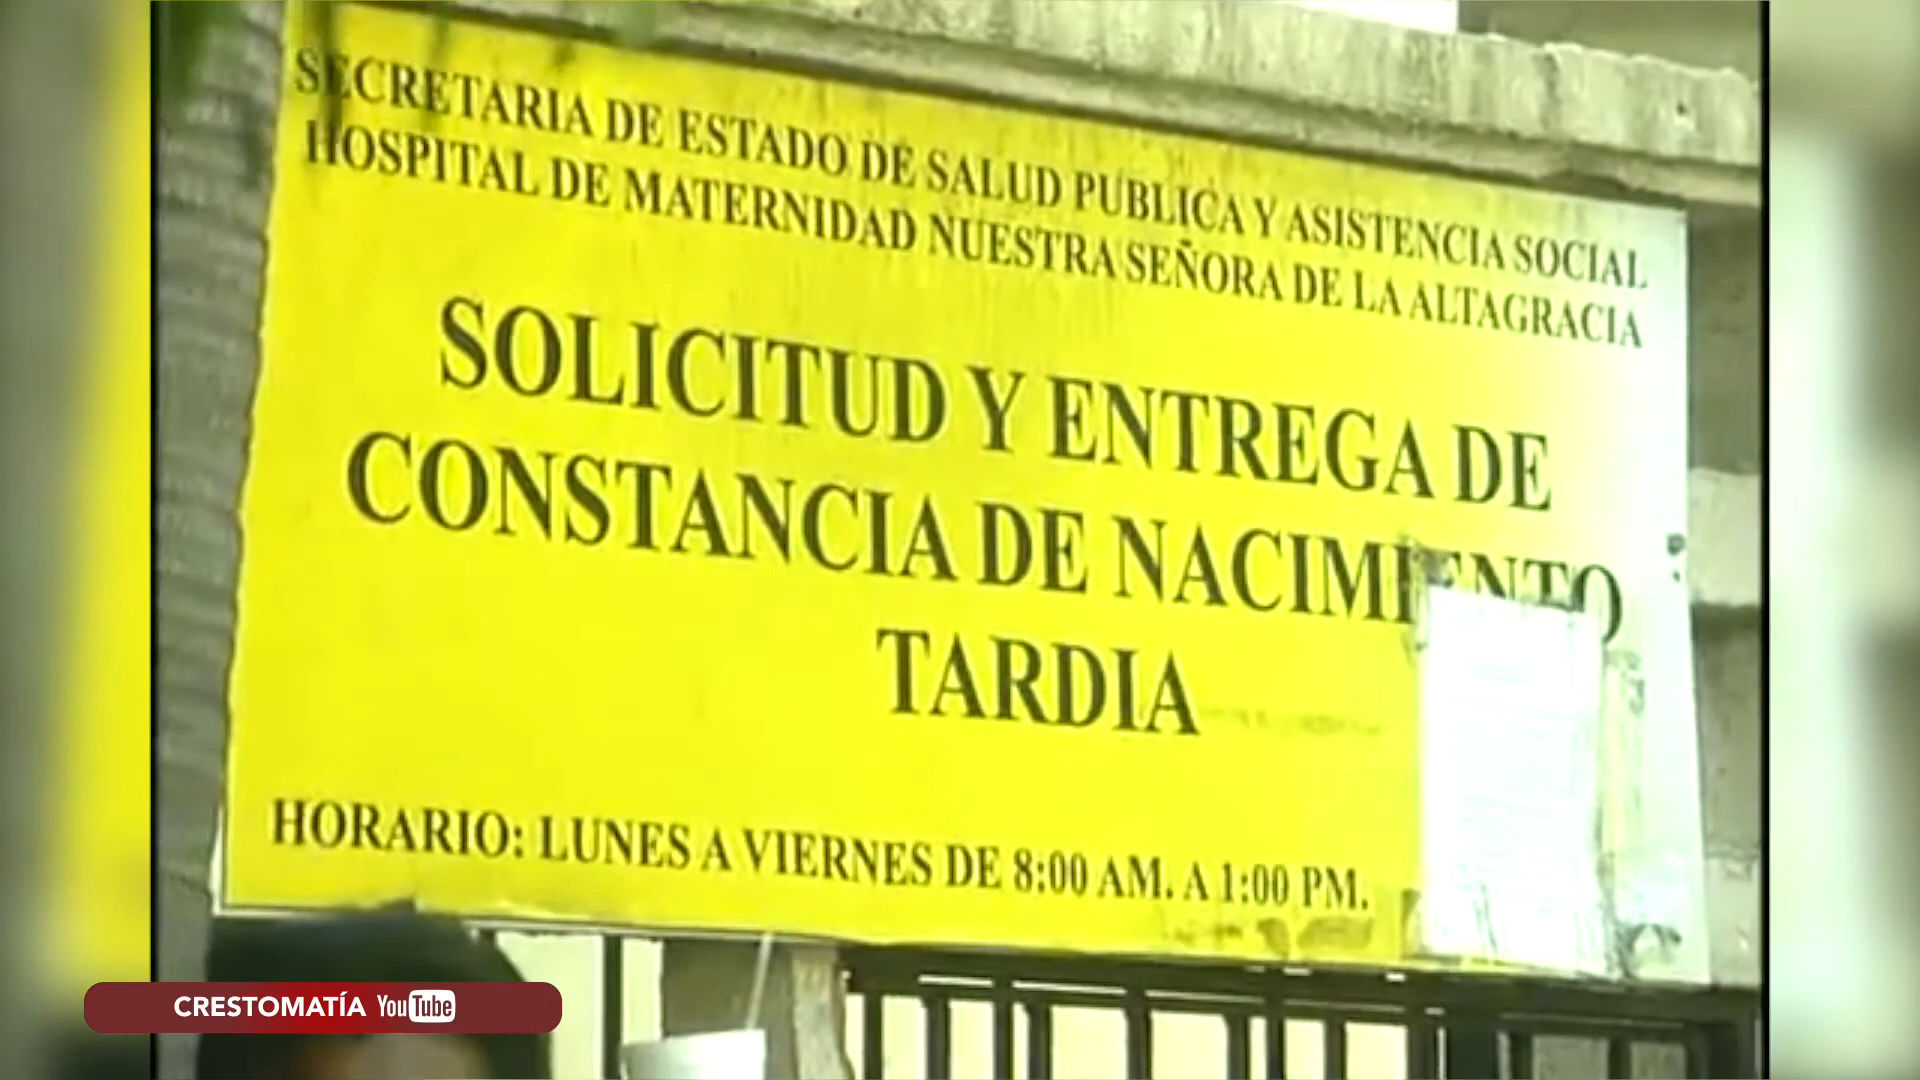 SECRETARIA DE ESTADO DE SALUD PUBLICA Y ASISTENCIA SOCIAL
HOSPITAL DE MATERNIDAD NUESTRA SEÑORA DE LA ALTAGRACIA
SOLICITUD Y ENTREGA DE
CONSTANCIA DE NACIMIENTO
TARDIA
HORARIO: LUNES A VIERNES DE 8:00 AM. A 1:00 PM.
CRESTOMATÍA YouTube